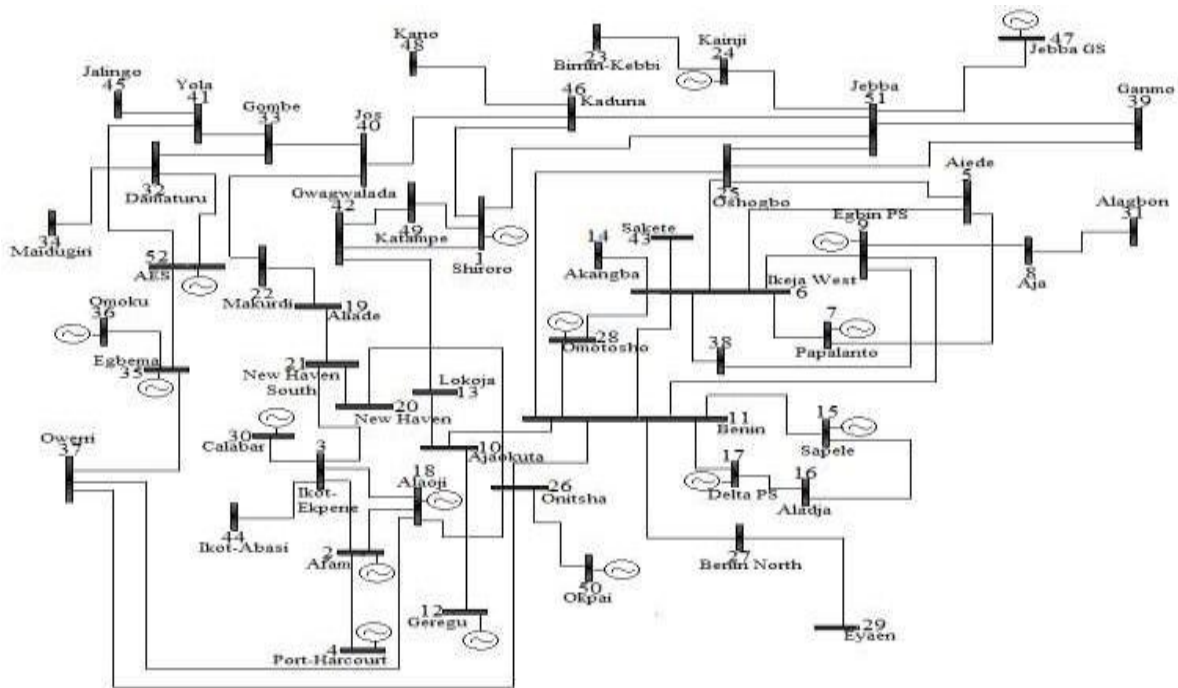 Kano
48
23
Birnin-Kebbi
Kainji
24
47
Jebba GS
Jalingo
45
Yola
41
Gombe
33
Jos
40
46
Kaduna
Jebba
51
Ganmo
39
32
Damaturu
Gwagwalada
42
49
Katampe
1
Shiroro
Oshogbo
Aiede
5
Egbin PS
9
Alagbon
31
34
Maidugiri
Sakete
43
14
Akangba
Ikeja West
6
8
Aja
52
AES
22
Makurdi
19
Aliade
Omoku
36
Egbema
35
21
New Haven
South
20
New Haven
Lokoja
13
28
Omotosho
38
7
Papalanto
11
Benin
15
Sapele
30
Calabar
3
Ikot-
Ekpene
10
Ajaokuta
18
Alaoji
26
Onitsha
17
Delta PS
16
Aladja
Owerri
37
44
Ikot-Abasi
2
Afam
50
Okpai
27
Benin North
12
Geregu
4
Port-Harcourt
29
Eyaen